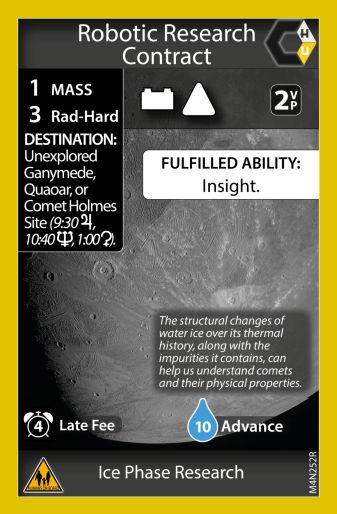 Robotic Research
Contract
H
U
1 MASS
3 Rad-Hard
2 V
P
DESTINATION:
Unexplored
Ganymede,
Quaoar, or
Comet Holmes
Site (9:30 ♃,
10:40 ♆, 1:00 ?).
FULFILLED ABILITY:
Insight.
The structural changes of
water ice over its thermal
history, along with the
impurities it contains, can
help us understand comets
and their physical properties.
4 Late Fee
10 Advance
Ice Phase Research
M4N252R